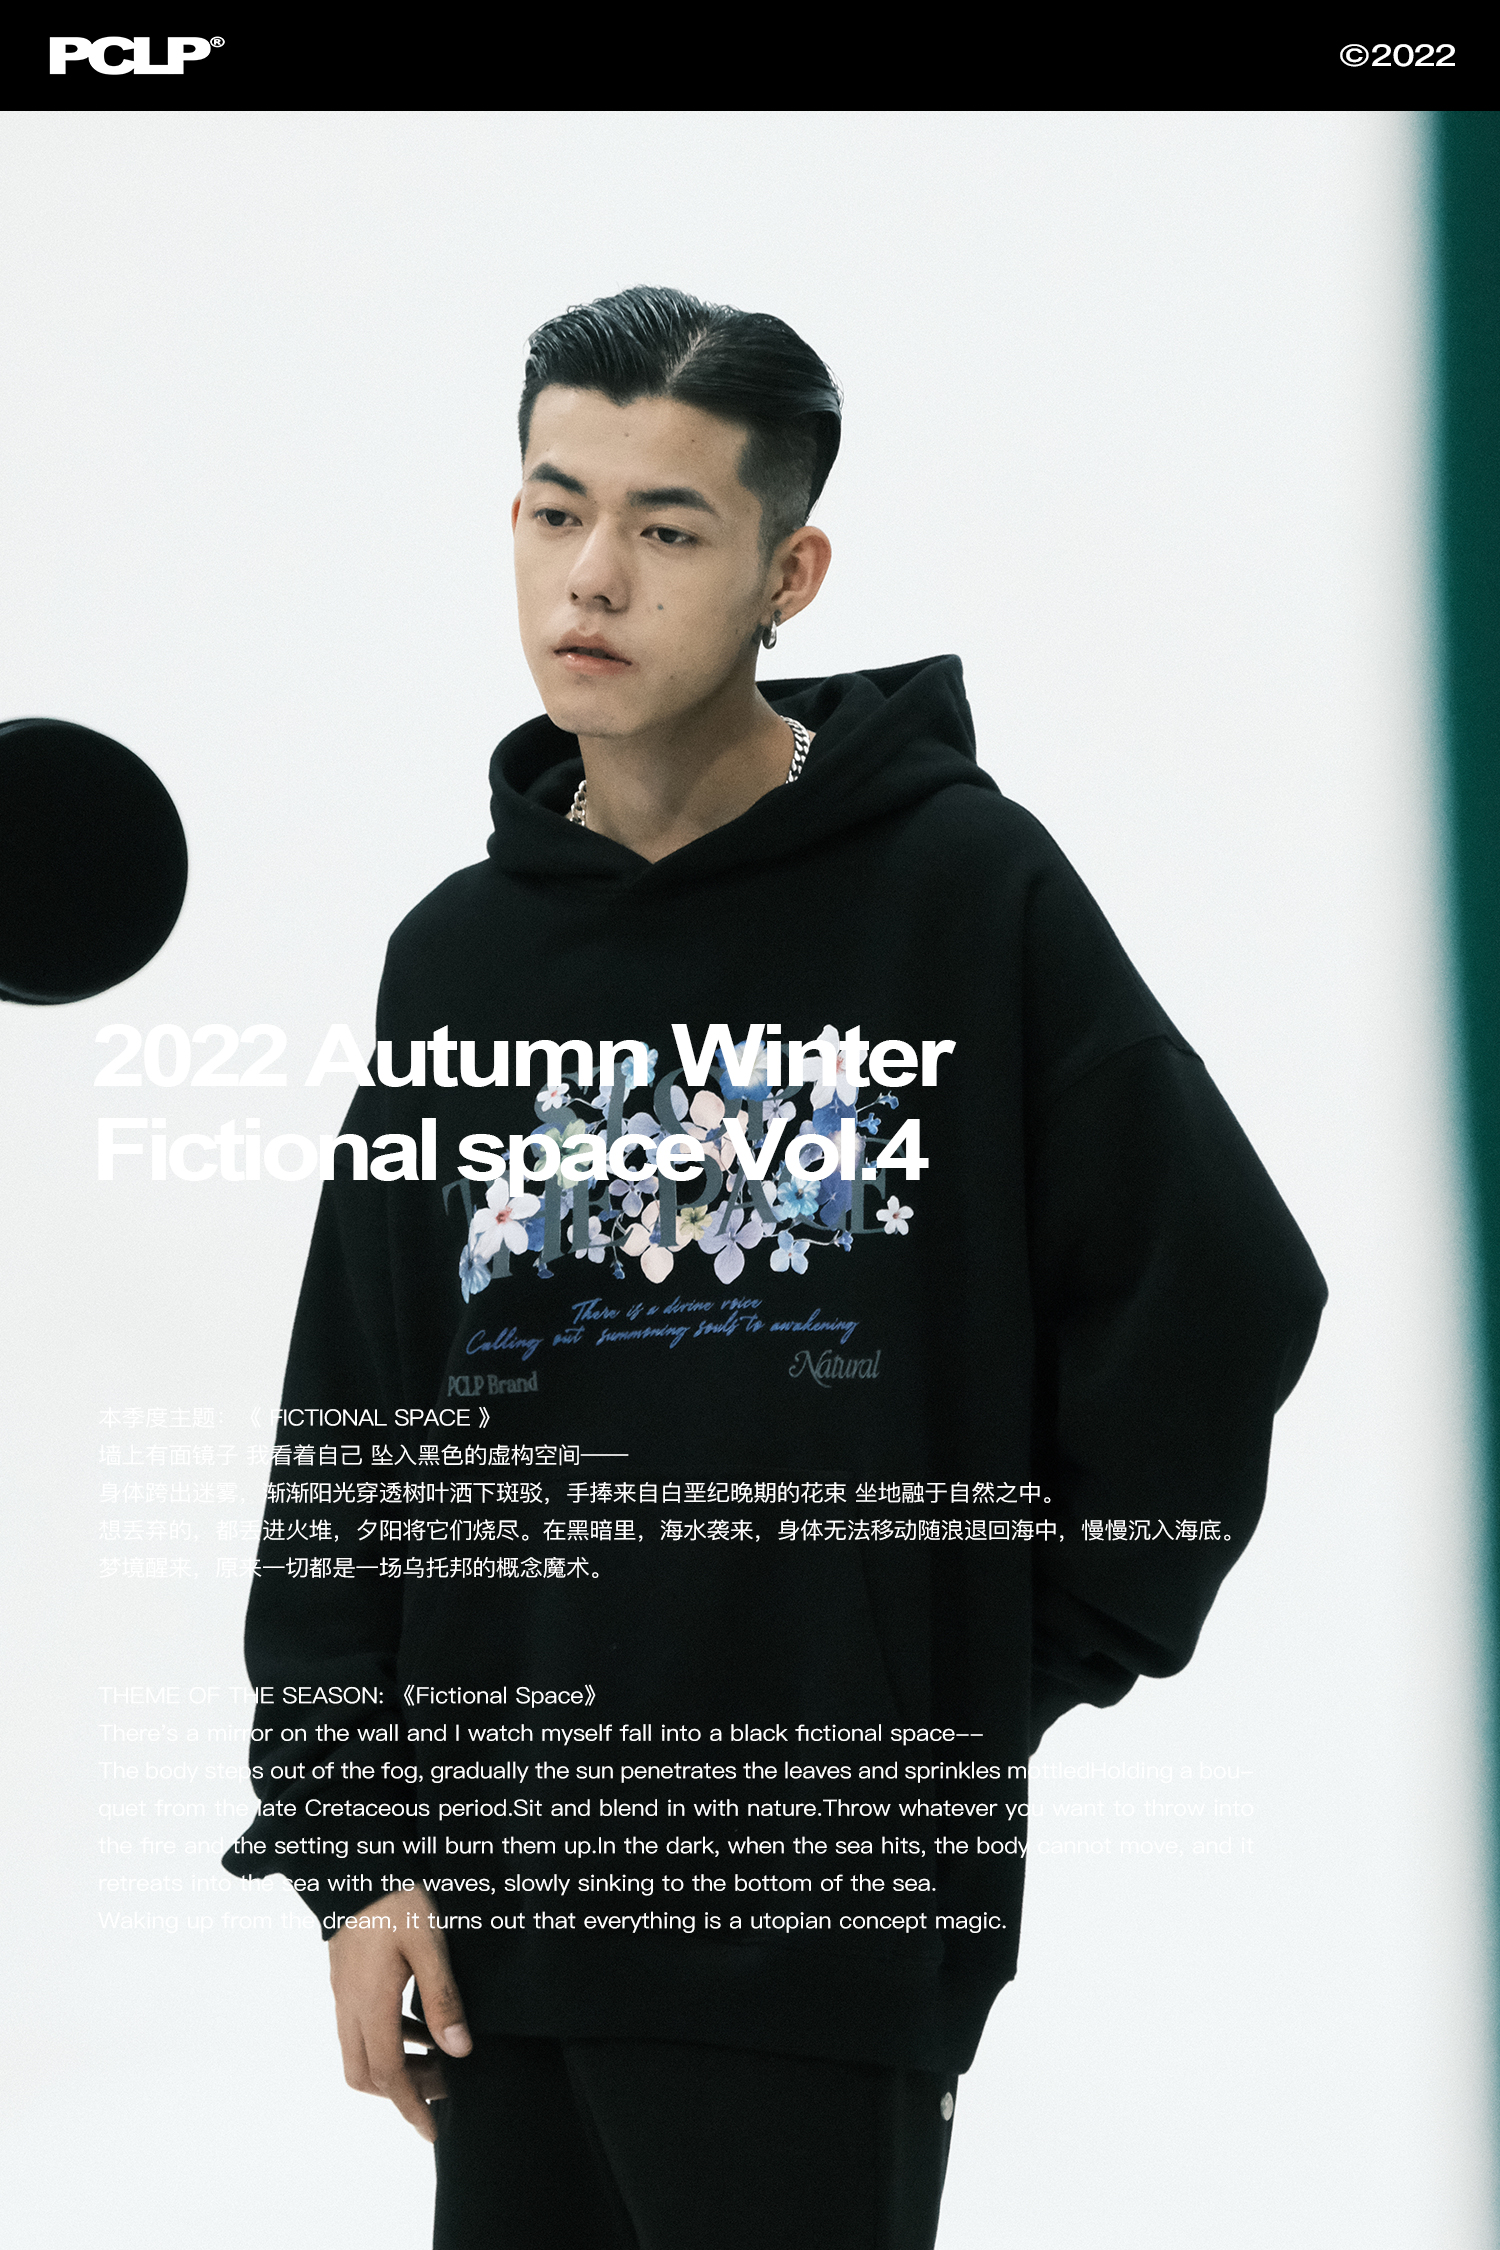 PCLP®
©2022
2022 Autumn Winter
Fictional space Vol.4
THE PAGE
There is a divine voice
Calling out summoning souls to awakening
PCLP Brand
Natural
本季度主题：《 FICTIONAL SPACE 》
墙上有面镜子 我看着自己 坠入黑色的虚构空间——
身体跨出迷雾，渐渐阳光穿透树叶洒下斑驳，手捧来自白垩纪晚期的花束 坐地融于自然之中。
想丢弃的，都丢进火堆，夕阳将它们烧尽。在黑暗里，海水袭来，身体无法移动随浪退回海中，慢慢沉入海底。
梦境醒来，原来一切都是一场乌托邦的概念魔术。
THEME OF THE SEASON: 《Fictional Space》
There's a mirror on the wall and I watch myself fall into a black fictional space--
The body steps out of the fog, gradually the sun penetrates the leaves and sprinkles mottledHolding a bou-
quet from the late Cretaceous period.Sit and blend in with nature.Throw whatever you want to throw into
the fire and the setting sun will burn them up.In the dark, when the sea hits, the body cannot move, and it
retreats into the sea with the waves, slowly sinking to the bottom of the sea.
Waking up from the dream, it turns out that everything is a utopian concept magic.